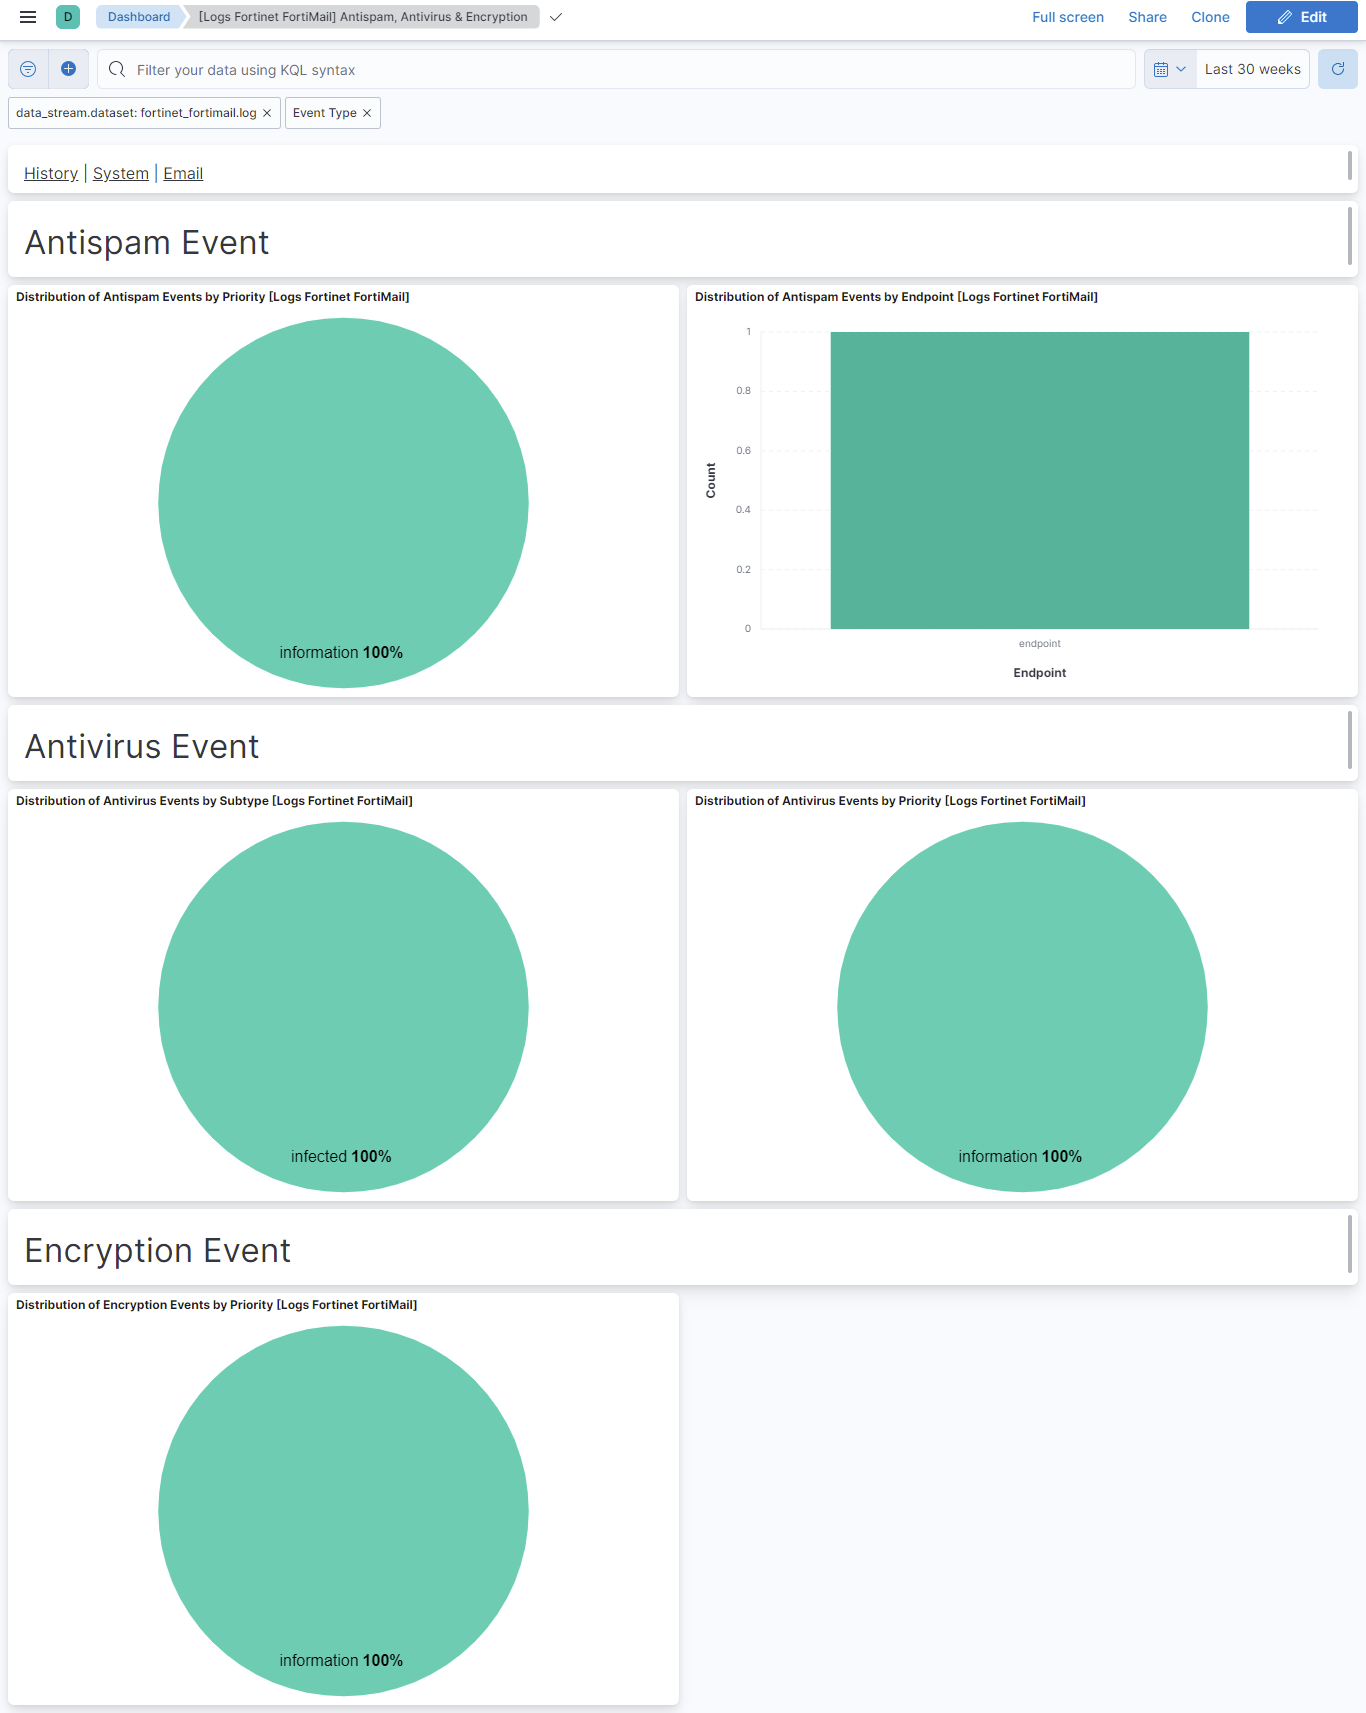 D
Dashboard
[Logs Fortinet FortiMail] Antispam, Antivirus & Encryption
Full screen
Share
Clone
Edit
Filter your data using KQL syntax
Last 30 weeks
data_stream.dataset: fortinet_fortimail.log ×
Event Type ×
History | System | Email
Antispam Event
Distribution of Antispam Events by Priority [Logs Fortinet FortiMail]
information 100%
Distribution of Antispam Events by Endpoint [Logs Fortinet FortiMail]
1
0.8
0.6
0.4
0.2
0
Count
endpoint
Endpoint
Antivirus Event
Distribution of Antivirus Events by Subtype [Logs Fortinet FortiMail]
infected 100%
Distribution of Antivirus Events by Priority [Logs Fortinet FortiMail]
information 100%
Encryption Event
Distribution of Encryption Events by Priority [Logs Fortinet FortiMail]
information 100%